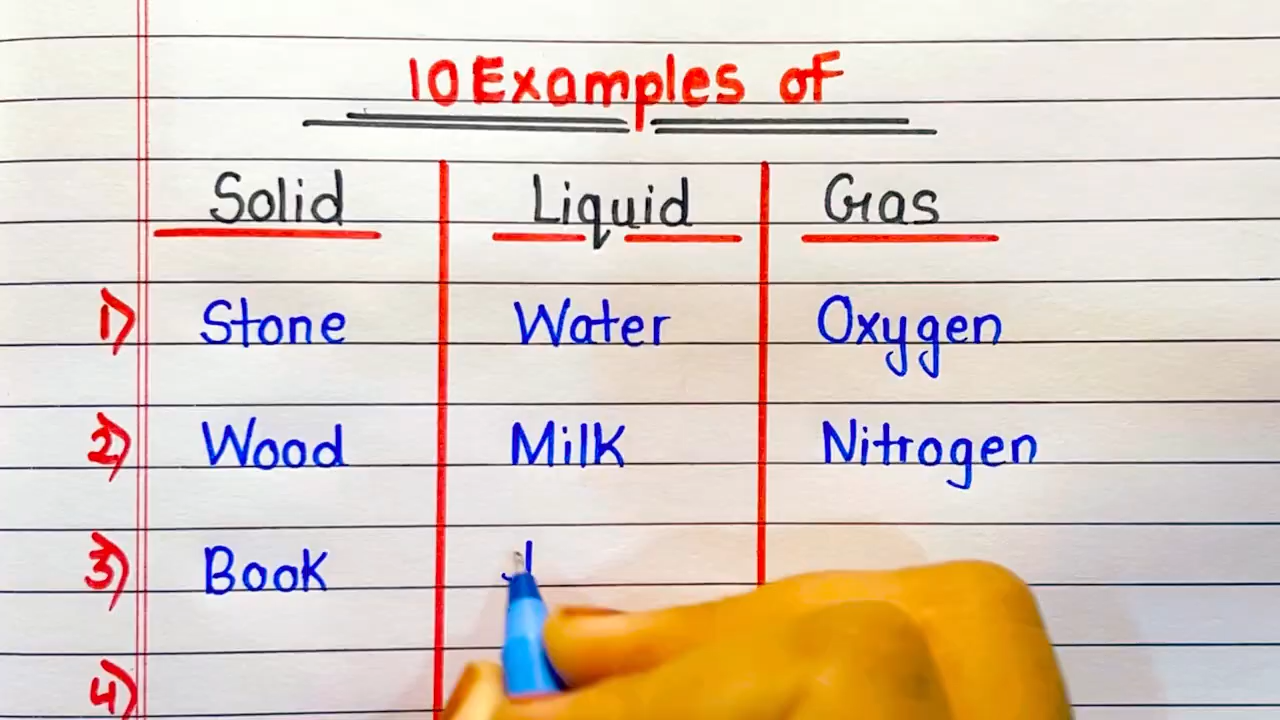 10 Examples of
Solid Liquid Gas
1) Stone Water Oxygen
2) Wood Milk Nitrogen
3) Book J
4)